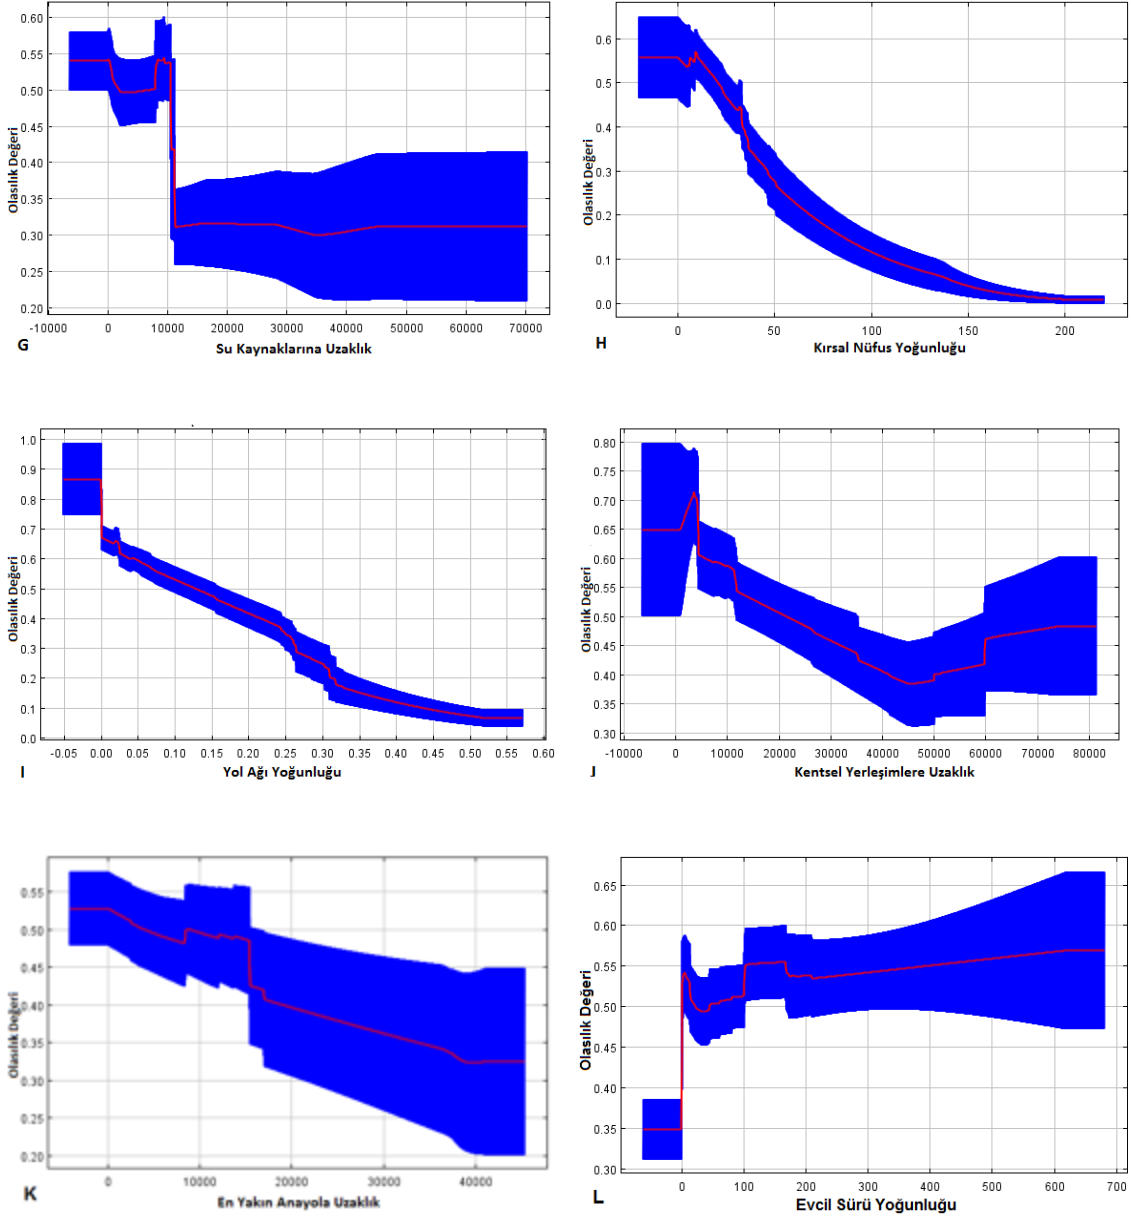 0.60
0.55
0.50
0.45
0.40
0.35
0.30
0.25
0.20
Olasılık Değeri
-10000 0 10000 20000 30000 40000 50000 60000 70000
G
Su Kaynaklarına Uzaklık
0.6
0.5
0.4
0.3
0.2
0.1
0.0
Olasılık Değeri
0 50 100 150 200
H
Kırsal Nüfus Yoğunluğu
1.0
0.9
0.8
0.7
0.6
0.5
0.4
0.3
0.2
0.1
0.0
Olasılık Değeri
-0.05 0.00 0.05 0.10 0.15 0.20 0.25 0.30 0.35 0.40 0.45 0.50 0.55 0.60
I
Yol Ağı Yoğunluğu
0.80
0.75
0.70
0.65
0.60
0.55
0.50
0.45
0.40
0.35
0.30
Olasılık Değeri
-10000 0 10000 20000 30000 40000 50000 60000 70000 80000
J
Kentsel Yerleşimlere Uzaklık
0.55
0.50
0.45
0.40
0.35
0.30
0.25
0.20
Olasılık Değeri
0 10000 20000 30000 40000
K
En Yakın Anayola Uzaklık
0.65
0.60
0.55
0.50
0.45
0.40
0.35
0.30
Olasılık Değeri
0 100 200 300 400 500 600 700
L
Evcil Sürü Yoğunluğu